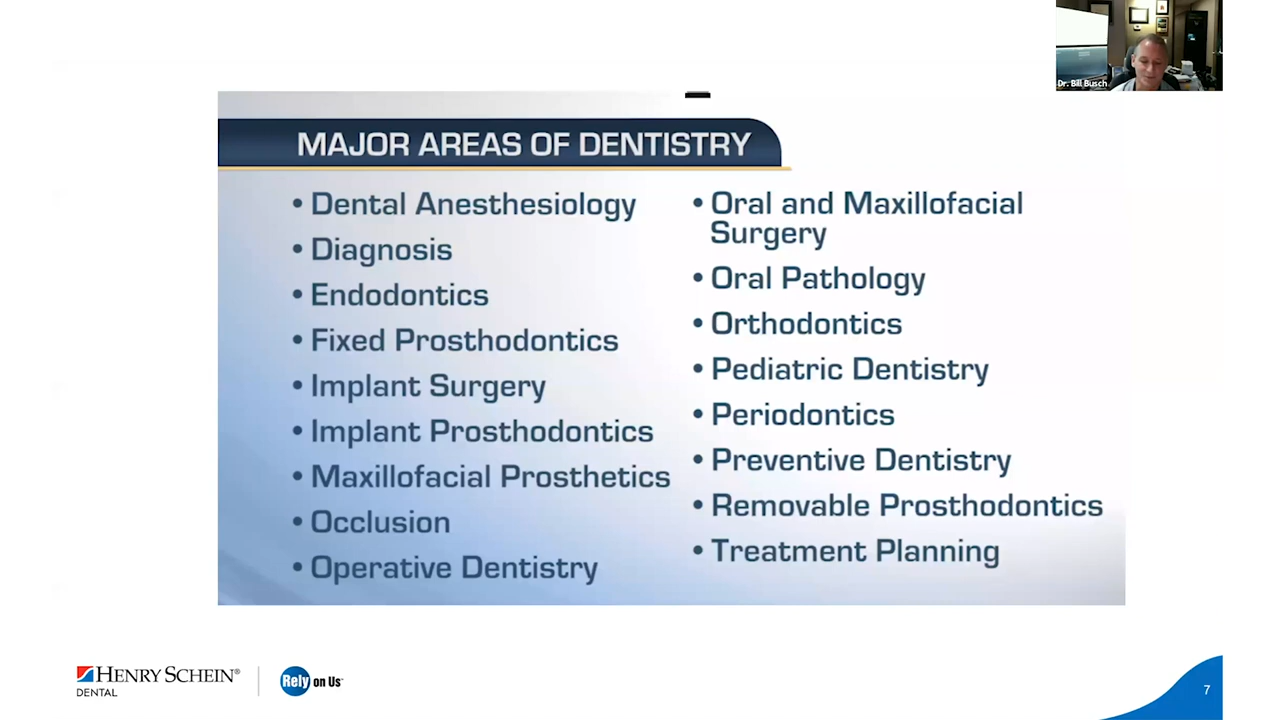 Dr. Bill Busch
MAJOR AREAS OF DENTISTRY
• Dental Anesthesiology
• Diagnosis
• Endodontics
• Fixed Prosthodontics
• Implant Surgery
• Implant Prosthodontics
• Maxillofacial Prosthetics
• Occlusion
• Operative Dentistry
• Oral and Maxillofacial
Surgery
• Oral Pathology
• Orthodontics
• Pediatric Dentistry
• Periodontics
• Preventive Dentistry
• Removable Prosthodontics
• Treatment Planning
HENRY SCHEIN®
DENTAL
Rely on Us™
7